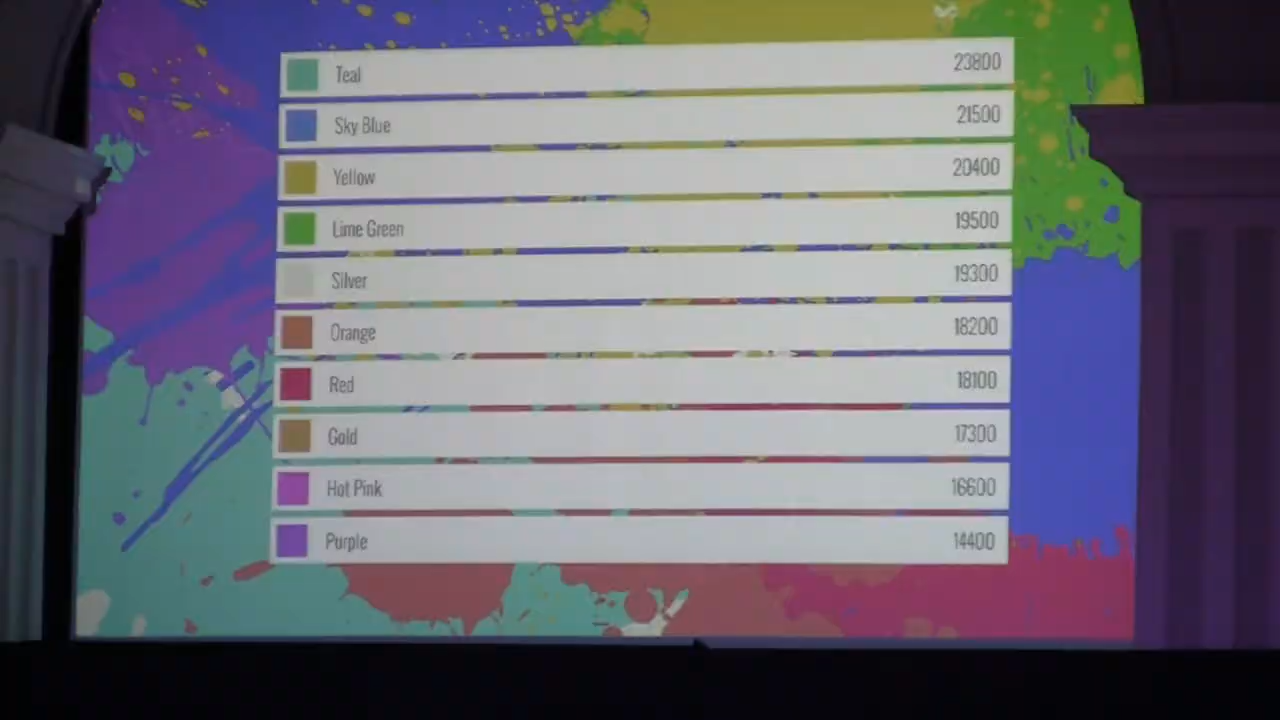 Teal 23800
Sky Blue 21500
Yellow 20400
Lime Green 19500
Silver 19300
Orange 18200
Red 18100
Gold 17300
Hot Pink 16600
Purple 14400